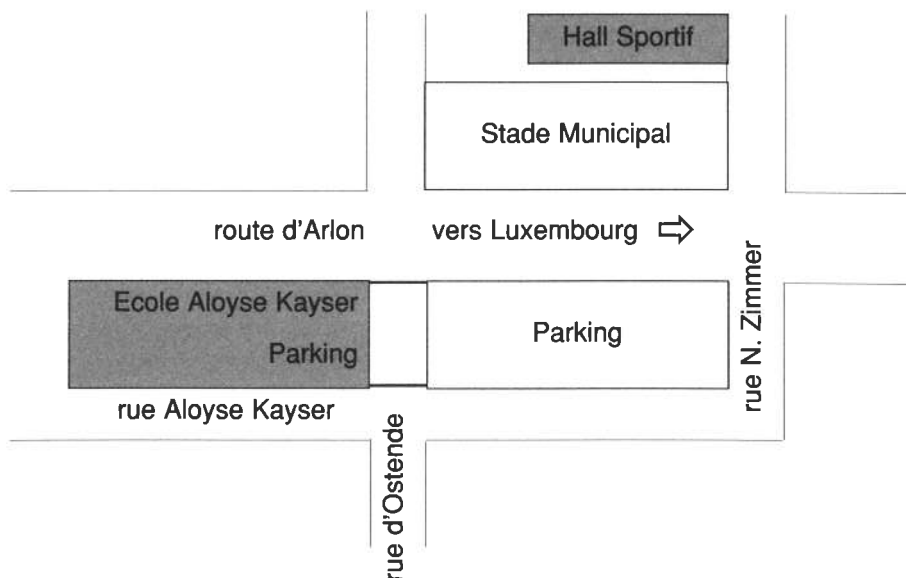 Hall Sportif
Stade Municipal
route d'Arlon
vers Luxembourg
Ecole Aloyse Kayser
Parking
Parking
rue N. Zimmer
rue Aloyse Kayser
rue d'Ostende